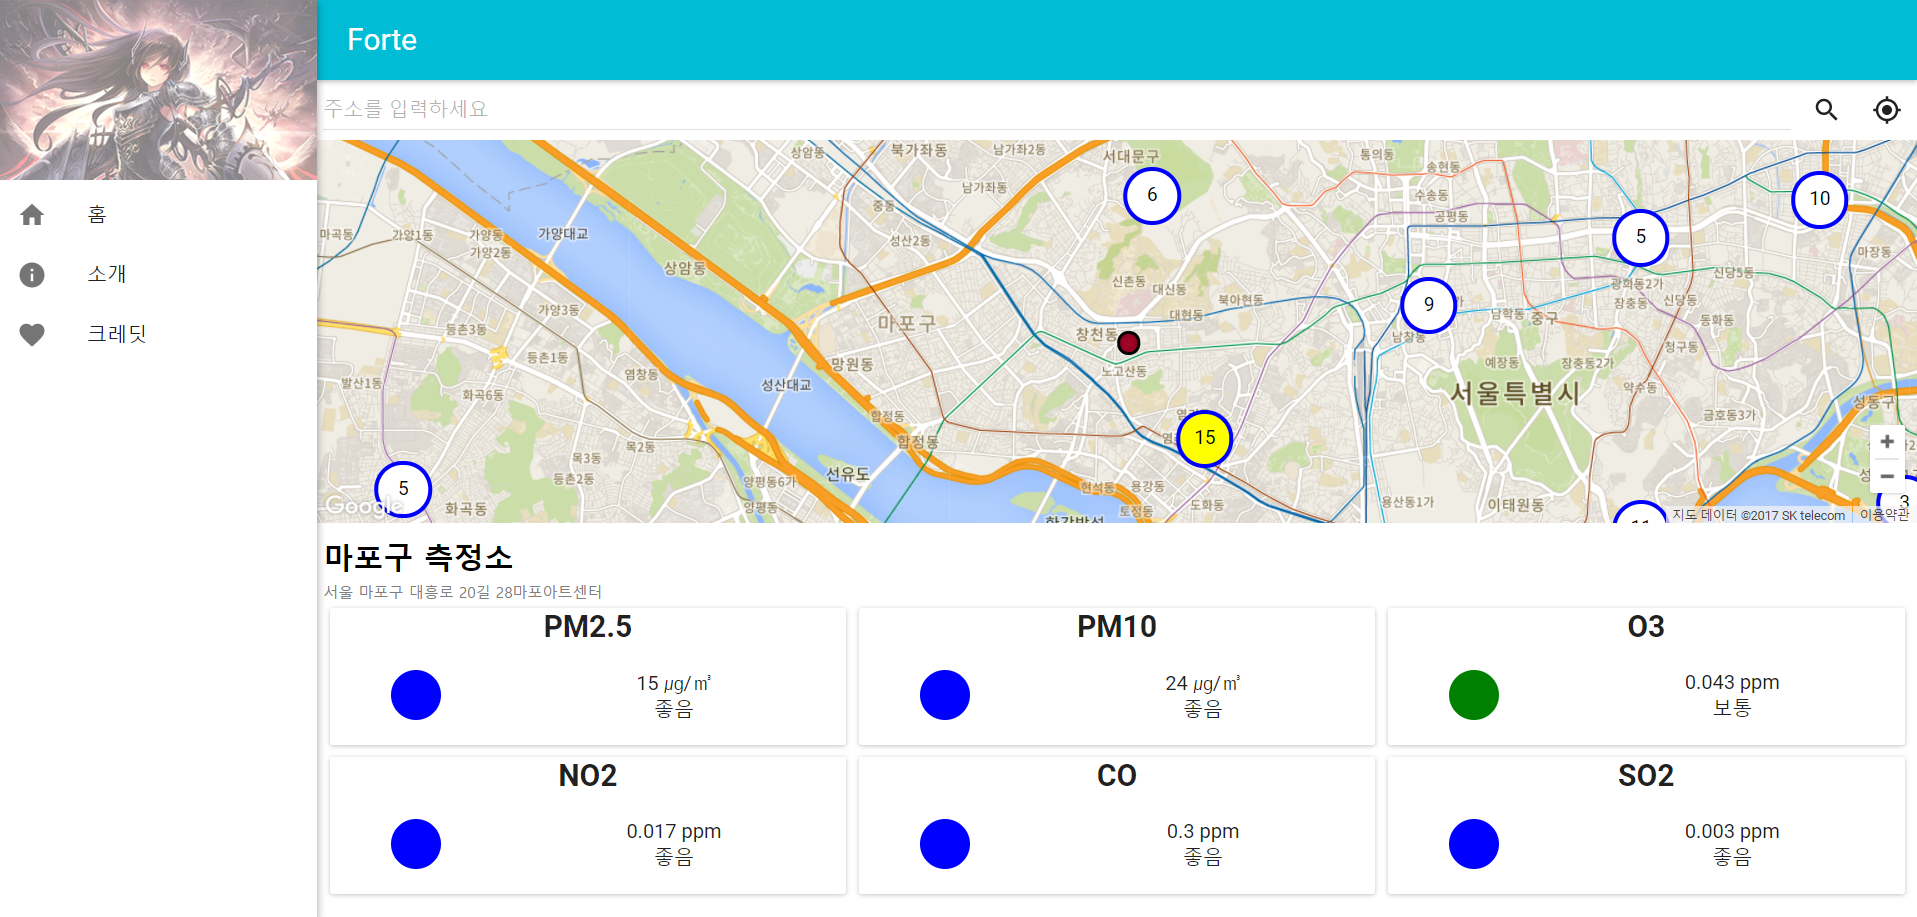 Forte
주소를 입력하세요
홈
소개
크레딧
상암동
북가좌동
남가좌2동
서대문구
통의동
송현동
남가좌동
6
수송동
10
중동
공평동
마곡동
가양1동
가양동
가양대교
성산2동
5
마장동
가양2동
상암동
신당5동
신촌동
대신동
북아현동
광희동2가
장충동
신당동
가양3동
9
마포구
대현동
남학동
중구
동화동
등촌3동
창천동
남창동
등촌1동
망원동
노고산동
예장동
장충동2가
청구동
발산1동
염창동
성산대교
서울특별시
약수동
화곡6동
합정동
금호동3가
성동구
15
목2동
합정동
목3동
선유도
등촌2동
양평동6가
5
현석동
용강동
Google
화곡동
양평동
토정동
도화동
용산동1가
이태원동
3
지도 데이터 ©2017 SK telecom
이용약관
마포구 측정소
서울 마포구 대흥로 20길 28마포아트센터
PM2.5
15 ㎍/㎥
좋음
PM10
24 ㎍/㎥
좋음
O3
0.043 ppm
보통
NO2
0.017 ppm
좋음
CO
0.3 ppm
좋음
SO2
0.003 ppm
좋음